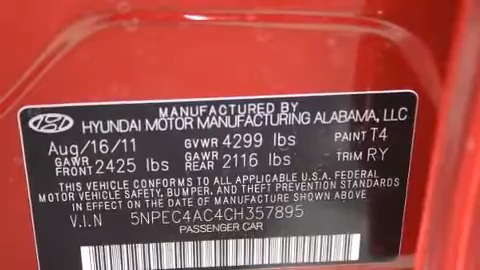 MANUFACTURED BY
HYUNDAI MOTOR MANUFACTURING ALABAMA, LLC
Aug/16/11 GVWR 4299 lbs PAINT T4
GAWR FRONT 2425 lbs GAWR REAR 2116 lbs TRIM RY
THIS VEHICLE CONFORMS TO ALL APPLICABLE U.S.A. FEDERAL
MOTOR VEHICLE SAFETY, BUMPER, AND THEFT PREVENTION STANDARDS
IN EFFECT ON THE DATE OF MANUFACTURE SHOWN ABOVE
V.I.N 5NPEC4AC4CH357895
PASSENGER CAR